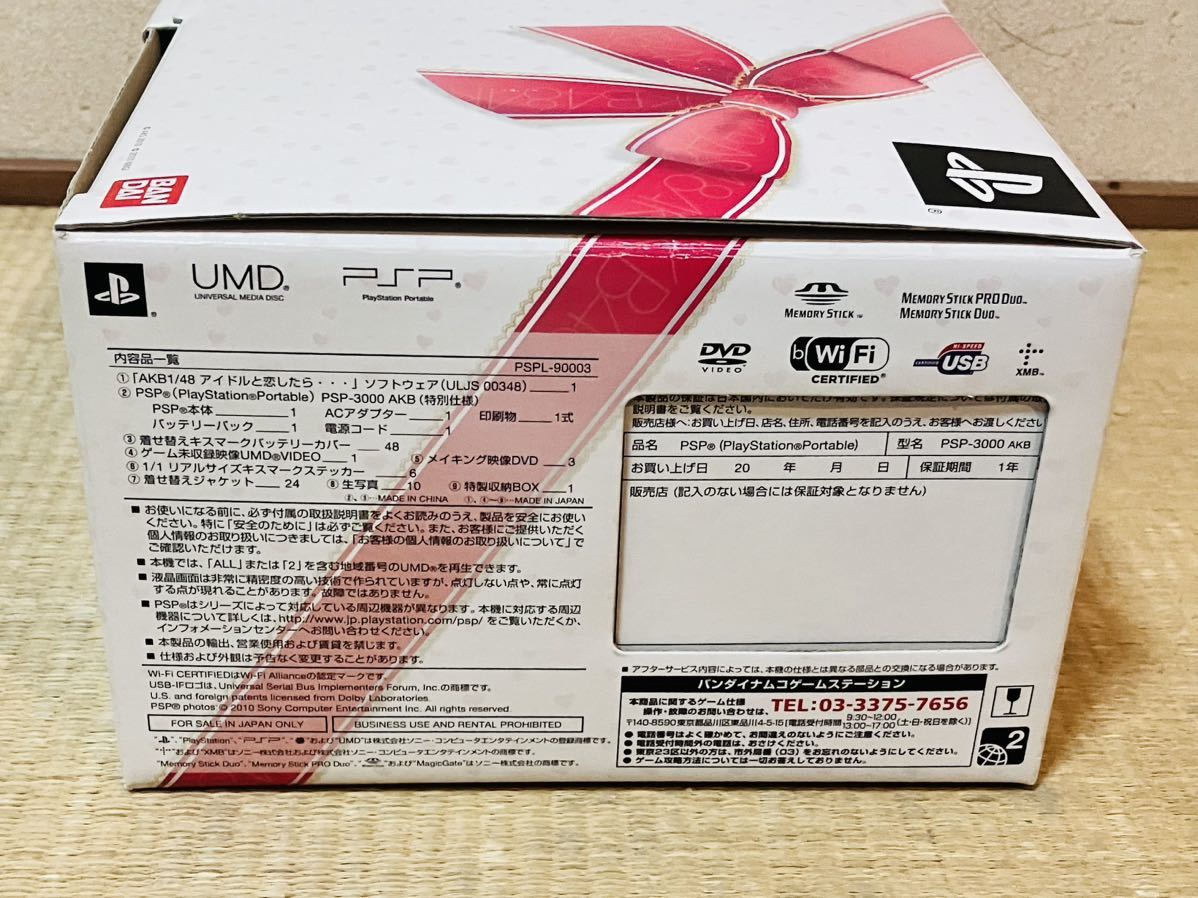 BAN
DAI
AKB48
UMD®
UNIVERSAL MEDIA DISC
PSP®
PlayStation Portable
MEMORY STICK™
MEMORY STICK PRO DUO™
MEMORY STICK DUO™
DVD
VIDEO
Wi Fi
CERTIFIED™
CERTIFIED HI-SPEED
USB
XMB™
内容品一覧
PSPL-90003
①「AKB1/48 アイドルと恋したら・・・」ソフトウェア(ULJS 00348) 1
② PSP®(PlayStation®Portable) PSP-3000 AKB (特別仕様)
PSP®本体 1 ACアダプター 1 印刷物 1式
バッテリーパック 1 電源コード 1
③ 着せ替えキスマークバッテリーカバー 48
④ ゲーム未収録映像UMD®VIDEO 1 ⑤ メイキング映像DVD 3
⑥ 1/1 リアルサイズキスマークステッカー 6
⑦ 着せ替えジャケット 24 ⑧ 生写真 10 ⑨ 特製収納BOX 1
②、③…MADE IN CHINA ①、④〜⑨…MADE IN JAPAN
■ お使いになる前に、必ず付属の取扱説明書をよくお読みのうえ、製品を安全にお使い
ください。特に「安全のために」は必ずご覧ください。また、お客様にご提供いただく
個人情報のお取り扱いにつきましては、「お客様の個人情報のお取り扱いについて」で
ご確認いただけます。
■ 本機では、「ALL」または「2」を含む地域番号のUMD®を再生できます。
■ 液晶画面は非常に精密度の高い技術で作られていますが、点灯しない点や、常に点灯
する点が現れることがあります。故障ではありません。
■ PSP®はシリーズによって対応している周辺機器が異なります。本機に対応する周辺
機器について詳しくは、http://www.jp.playstation.com/psp/ をご覧いただくか、
インフォメーションセンターへお問い合わせください。
■ 本製品の輸出、営業使用および賃貸を禁じます。
■ 仕様および外観は予告なく変更することがあります。
Wi-Fi CERTIFIEDはWi-Fi Allianceの認定マークです。
USB-IFロゴは、Universal Serial Bus Implementers Forum, Inc.の商標です。
U.S. and foreign patents licensed from Dolby Laboratories.
PSP® photos: © 2010 Sony Computer Entertainment Inc. All rights reserved.
FOR SALE IN JAPAN ONLY
BUSINESS USE AND RENTAL PROHIBITED
"、"PlayStation"、"PSP"、"●"および"UMD"は株式会社ソニー・コンピュータエンタテインメントの登録商標です。
"および"XMB"はソニー株式会社および株式会社ソニー・コンピュータエンタテインメントの商標です。
"Memory Stick Duo"、"Memory Stick PRO Duo"、"および"MagicGate"はソニー株式会社の商標です。
本製品の保証は日本国内においてだけ有効です。
説明書をご覧ください。
販売店様へ:お買い上げ日、店名、住所、電話番号を記入のうえ、お客様へお渡しくだ
品名 PSP® (PlayStation®Portable) 型名 PSP-3000 AKB
お買い上げ日 20 年 月 日 保証期間 1年
販売店 (記入のない場合には保証対象となりません)
■ アフターサービス内容によっては、本機の仕様とは異なる部品との交換になる場合があります。
バンダイナムコゲームステーション
本商品に関するゲーム仕様
操作・故障のお問い合わせは、 TEL:03-3375-7656
〒140-8590東京都品川区東品川4-5-15[電話受付時間 9:30-12:00 13:00-17:00 (土・日・祝日を除く)]
● 電話番号はよく確かめて、お間違えのないようにご注意ください。
● 電話受付時間外の電話は、おさけください。
● 東京23区以外の方は、市外局番(03)をお忘れのないようにしてください。
● ゲーム攻略方法については一切お答えしておりません。
2